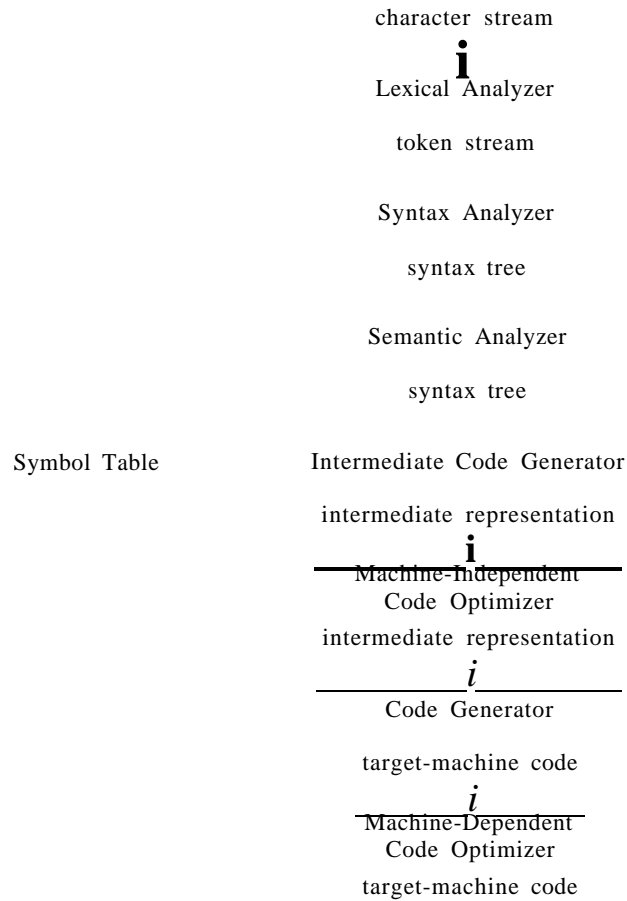 character stream
i
Lexical Analyzer
token stream
Syntax Analyzer
syntax tree
Semantic Analyzer
syntax tree
Symbol Table
Intermediate Code Generator
intermediate representation
i
Machine-Independent
Code Optimizer
intermediate representation
i
Code Generator
target-machine code
i
Machine-Dependent
Code Optimizer
target-machine code